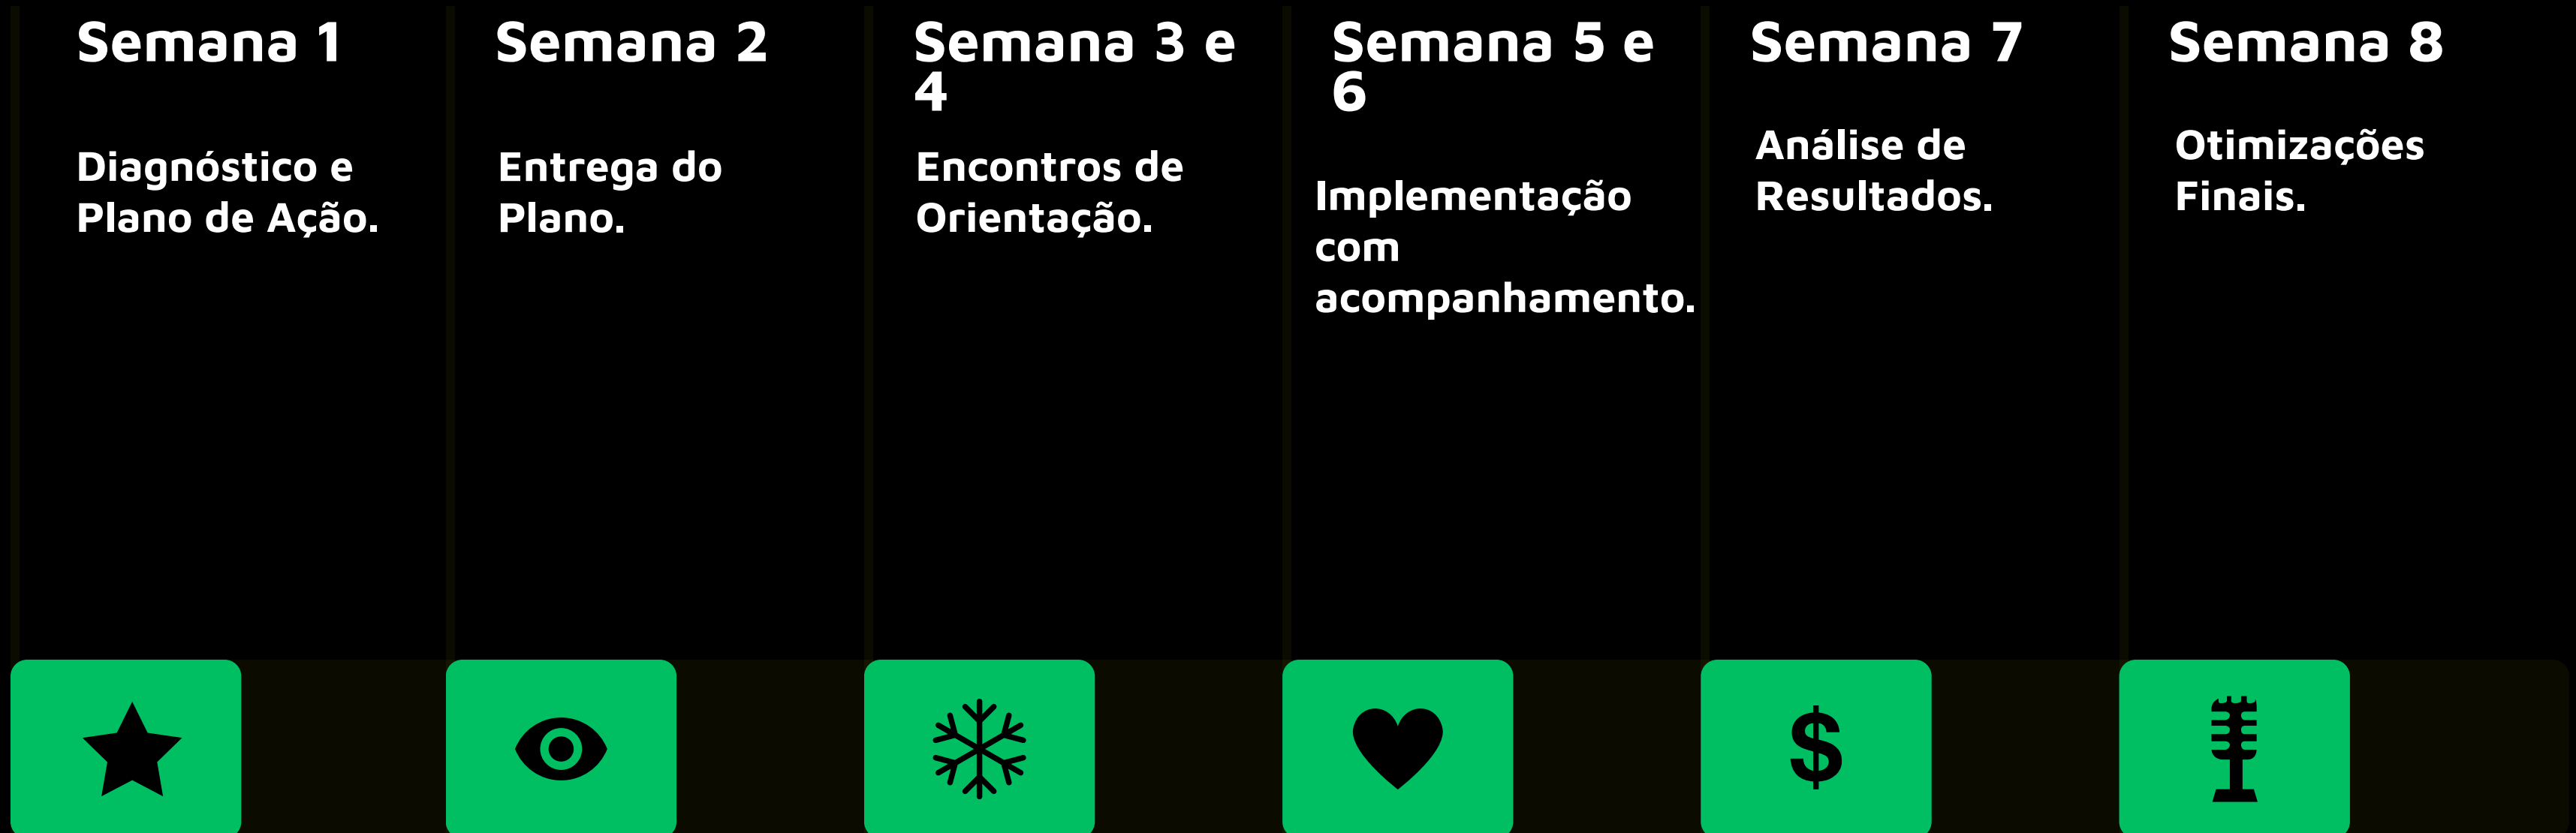 Semana 1
Diagnóstico e
Plano de Ação.
Semana 2
Entrega do
Plano.
Semana 3 e
4
Encontros de
Orientação.
Semana 5 e
6
Implementação
com
acompanhamento.
Semana 7
Análise de
Resultados.
Semana 8
Otimizações
Finais.
$